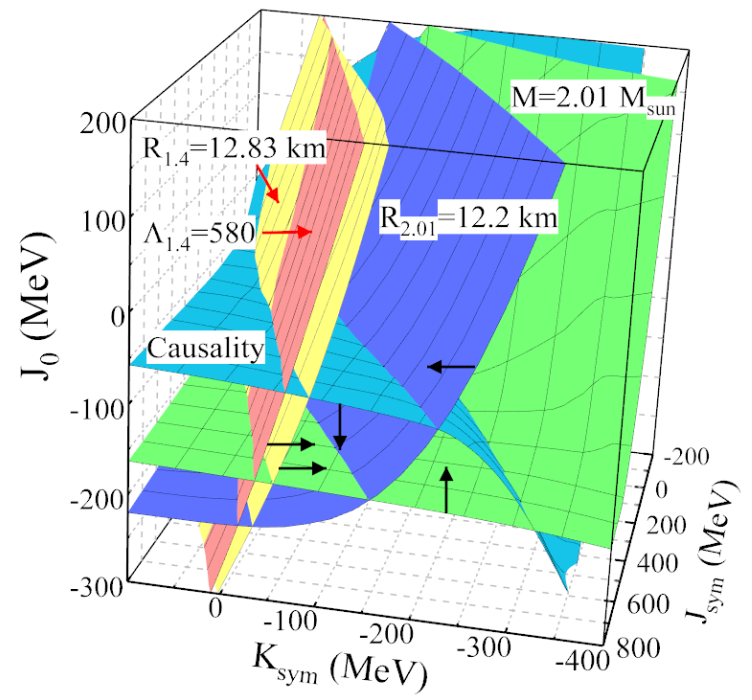 M=2.01 Msun
200
R1.4=12.83 km
100
Λ1.4=580
R2.01=12.2 km
0
J0 (MeV)
Causality
-100
-200
-300
0
-100
-200
-300
-400
Ksym (MeV)
-200
0
200
400
600
800
Jsym (MeV)